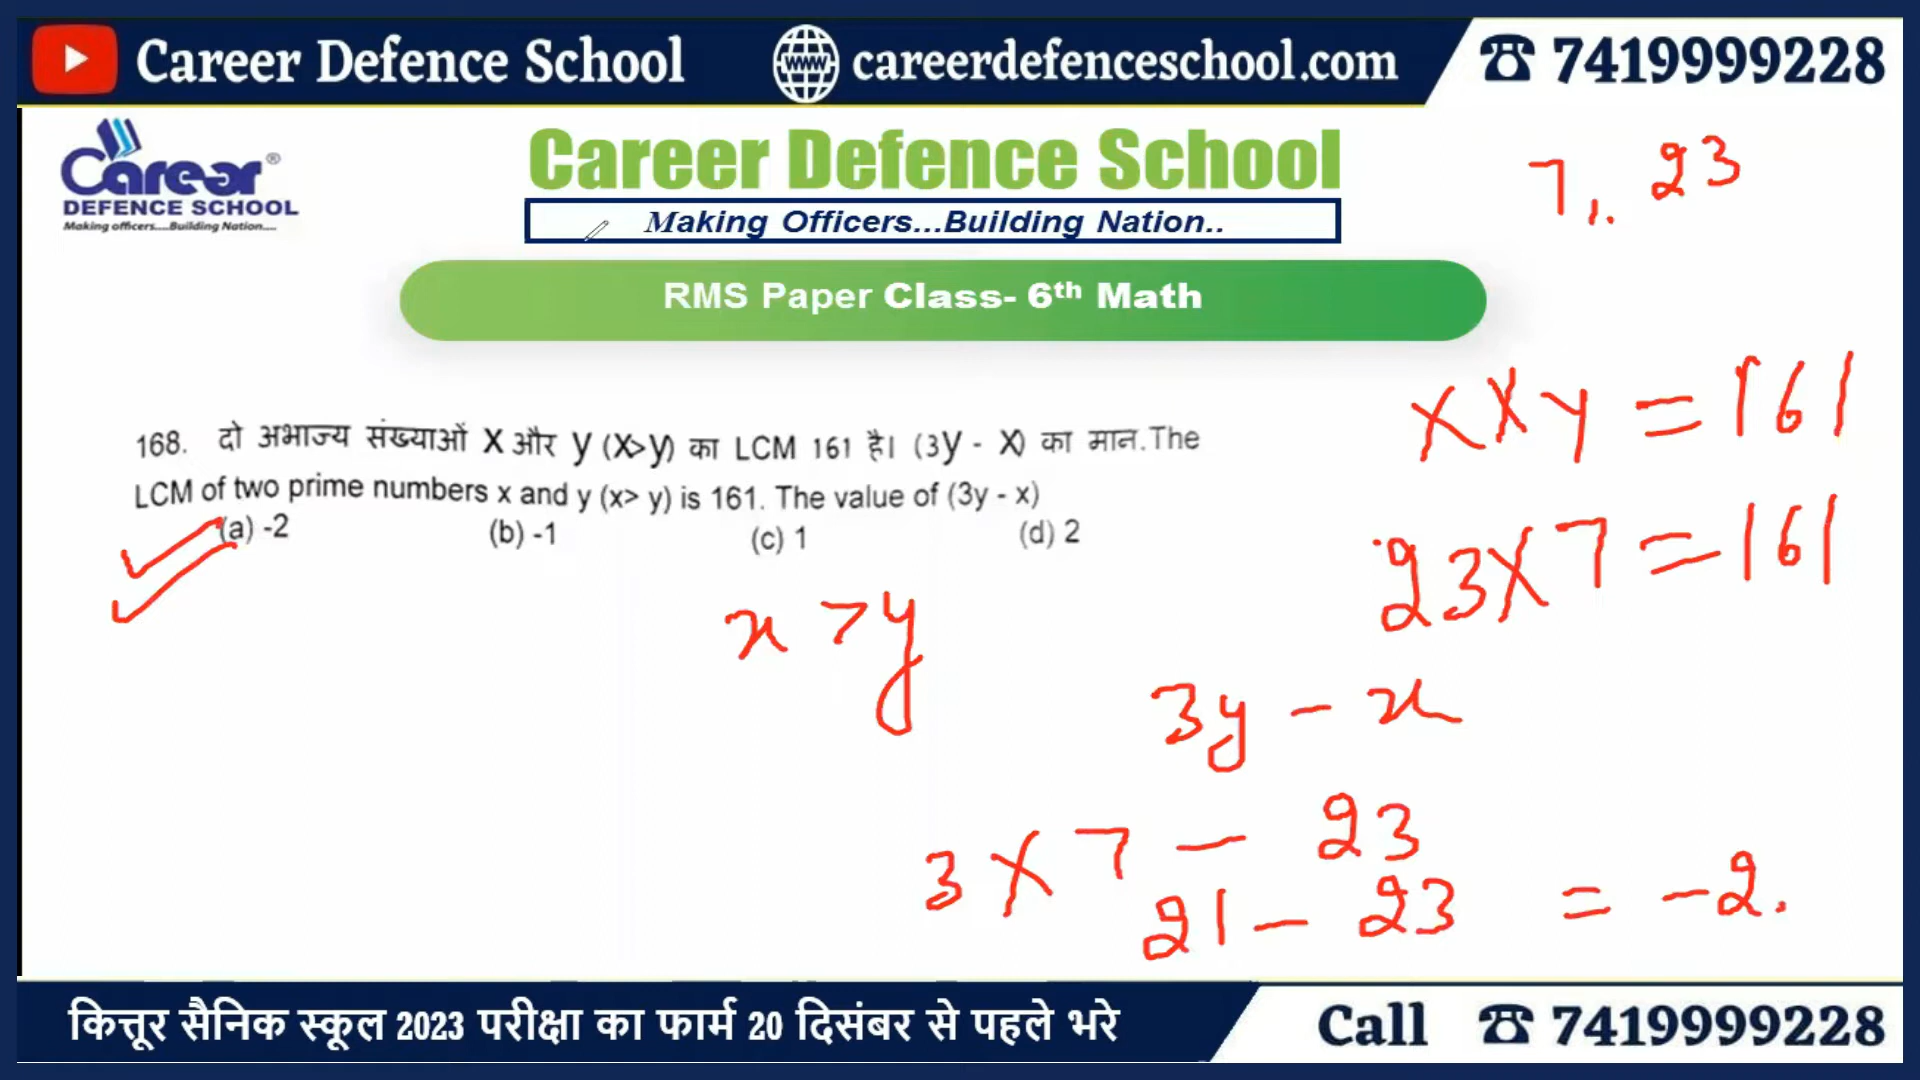 Career Defence School
www
careerdefenceschool.com
7419999228
Carear®
DEFENCE SCHOOL
Making officers....Building Nation....
Career Defence School
Making Officers...Building Nation..
7, 23
RMS Paper Class- 6th Math
168. दो अभाज्य संख्याओं X और y (X>y) का LCM 161 है। (3y - X) का मान.The
LCM of two prime numbers x and y (x> y) is 161. The value of (3y - x)
(a) -2 (b) -1 (c) 1 (d) 2
x × y = 161
23 × 7 = 161
x > y
3y - x
3 × 7 - 23
21 - 23 = -2.
कित्तूर सैनिक स्कूल 2023 परीक्षा का फार्म 20 दिसंबर से पहले भरे
Call 7419999228